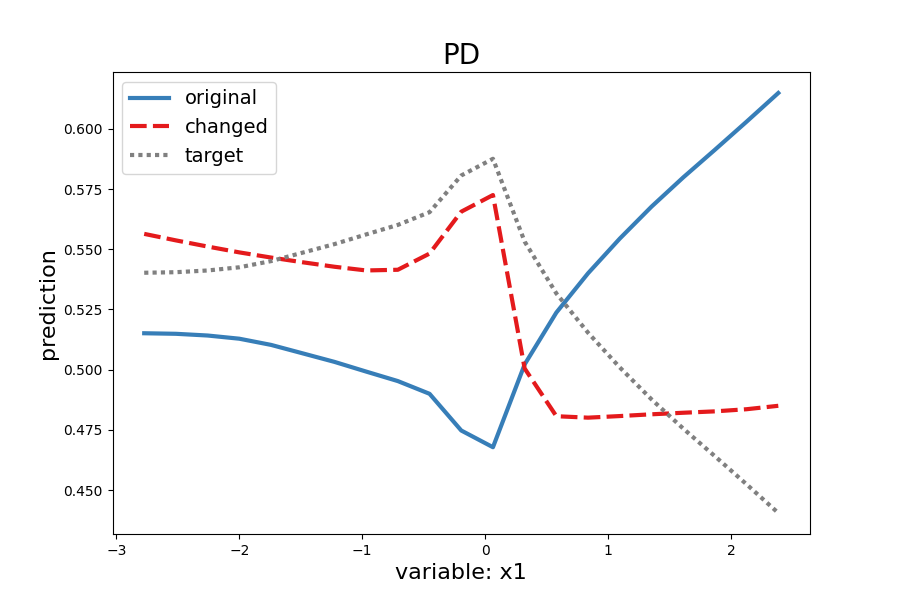 PD
original
changed
target
0.600
0.575
0.550
0.525
0.500
0.475
0.450
prediction
−3
−2
−1
0
1
2
variable: x1